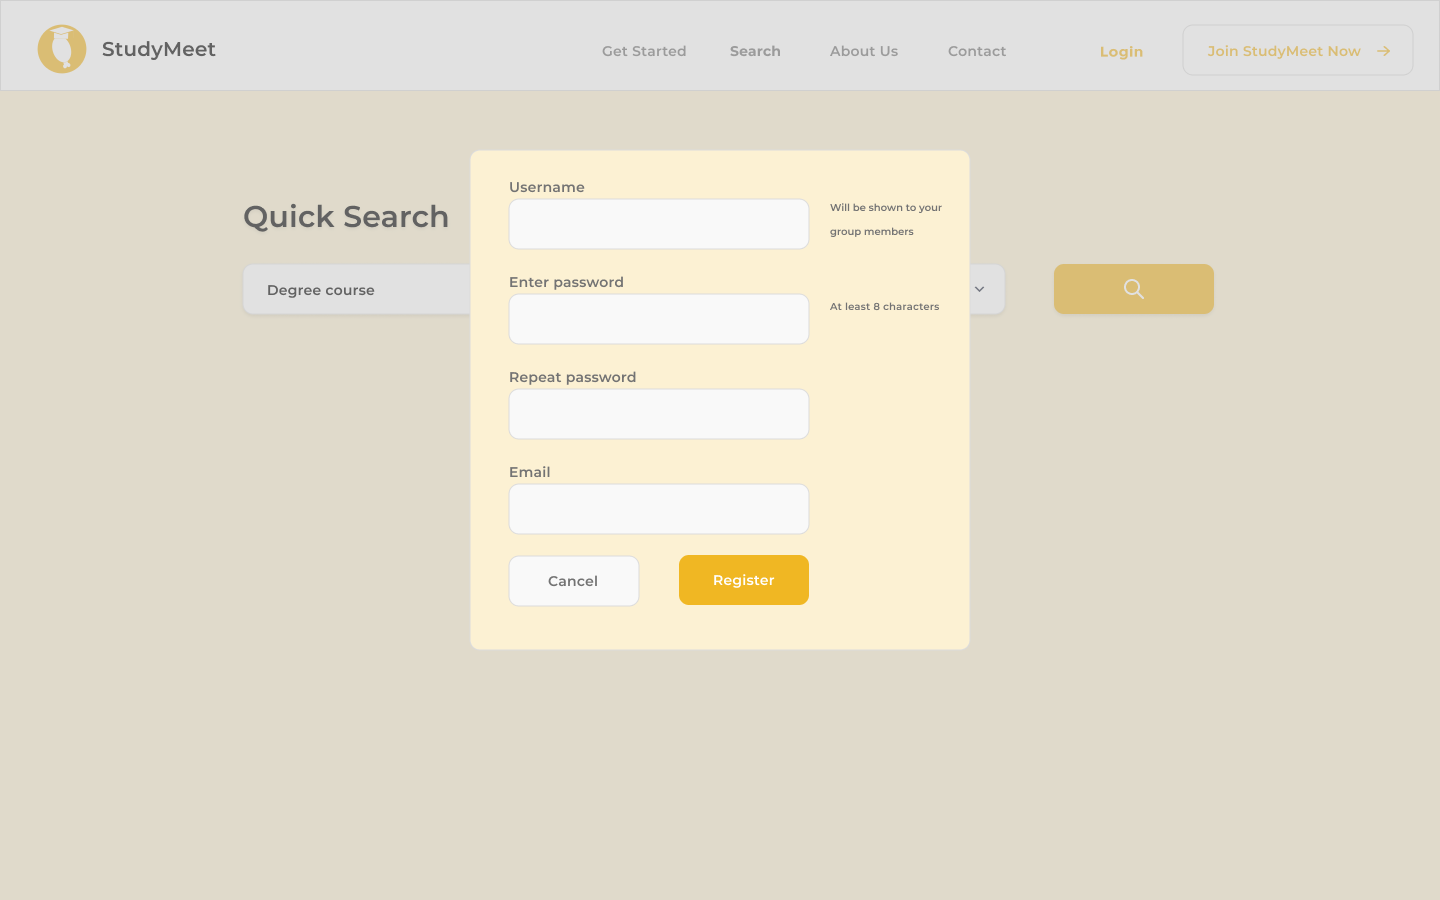 StudyMeet
Get Started
Search
About Us
Contact
Login
Join StudyMeet Now
Quick Search
Degree course
Username
Will be shown to your
group members
Enter password
At least 8 characters
Repeat password
Email
Cancel
Register